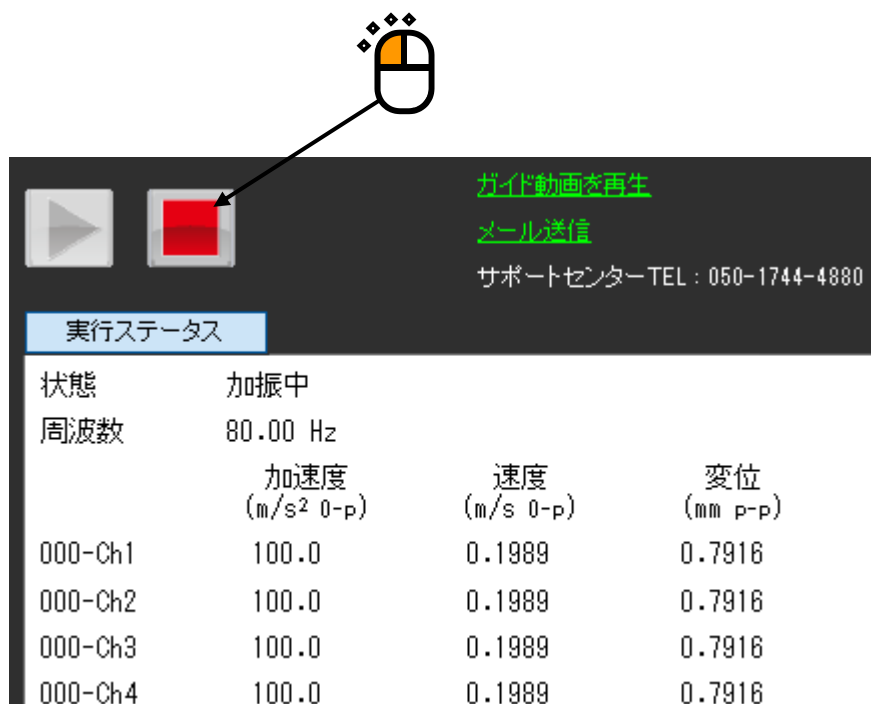 ガイド動画を再生
メール送信
サポートセンターTEL：050-1744-4880
実行ステータス
状態 加振中
周波数 80.00 Hz
加速度 速度 変位
(m/s² 0-p) (m/s 0-p) (mm p-p)
000-Ch1 100.0 0.1989 0.7916
000-Ch2 100.0 0.1989 0.7916
000-Ch3 100.0 0.1989 0.7916
000-Ch4 100.0 0.1989 0.7916